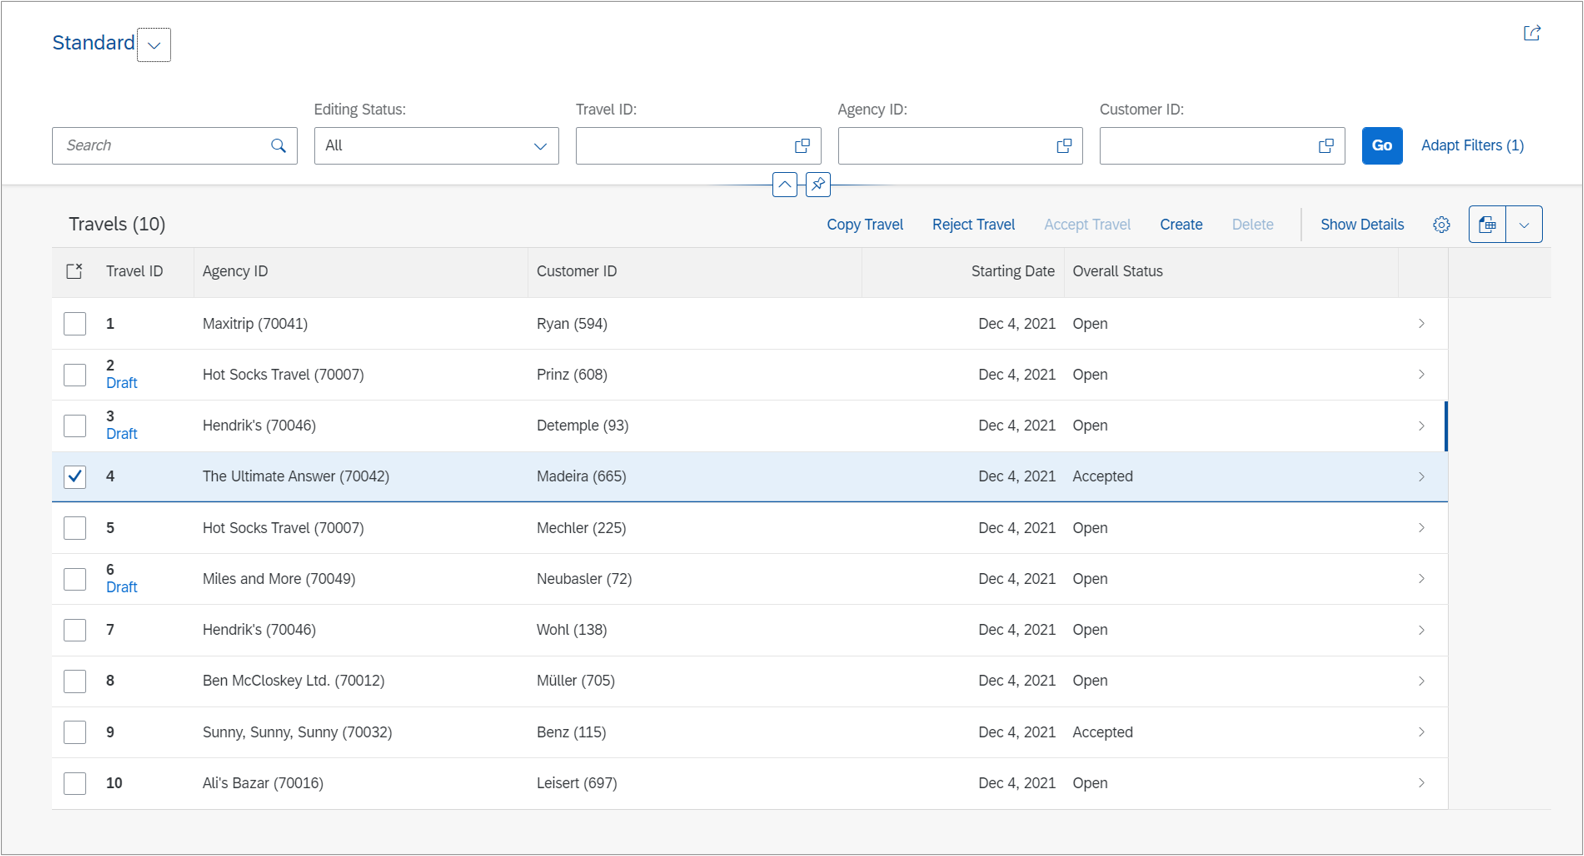 Standard
Editing Status:
Travel ID:
Agency ID:
Customer ID:
Search
All
Go
Adapt Filters (1)
Travels (10)
Copy Travel
Reject Travel
Accept Travel
Create
Delete
Show Details
Travel ID Agency ID Customer ID Starting Date Overall Status
1 Maxitrip (70041) Ryan (594) Dec 4, 2021 Open
2 Hot Socks Travel (70007) Prinz (608) Dec 4, 2021 Open
Draft
3 Hendrik's (70046) Detemple (93) Dec 4, 2021 Open
Draft
4 The Ultimate Answer (70042) Madeira (665) Dec 4, 2021 Accepted
5 Hot Socks Travel (70007) Mechler (225) Dec 4, 2021 Open
6 Miles and More (70049) Neubasler (72) Dec 4, 2021 Open
Draft
7 Hendrik's (70046) Wohl (138) Dec 4, 2021 Open
8 Ben McCloskey Ltd. (70012) Müller (705) Dec 4, 2021 Open
9 Sunny, Sunny, Sunny (70032) Benz (115) Dec 4, 2021 Accepted
10 Ali's Bazar (70016) Leisert (697) Dec 4, 2021 Open